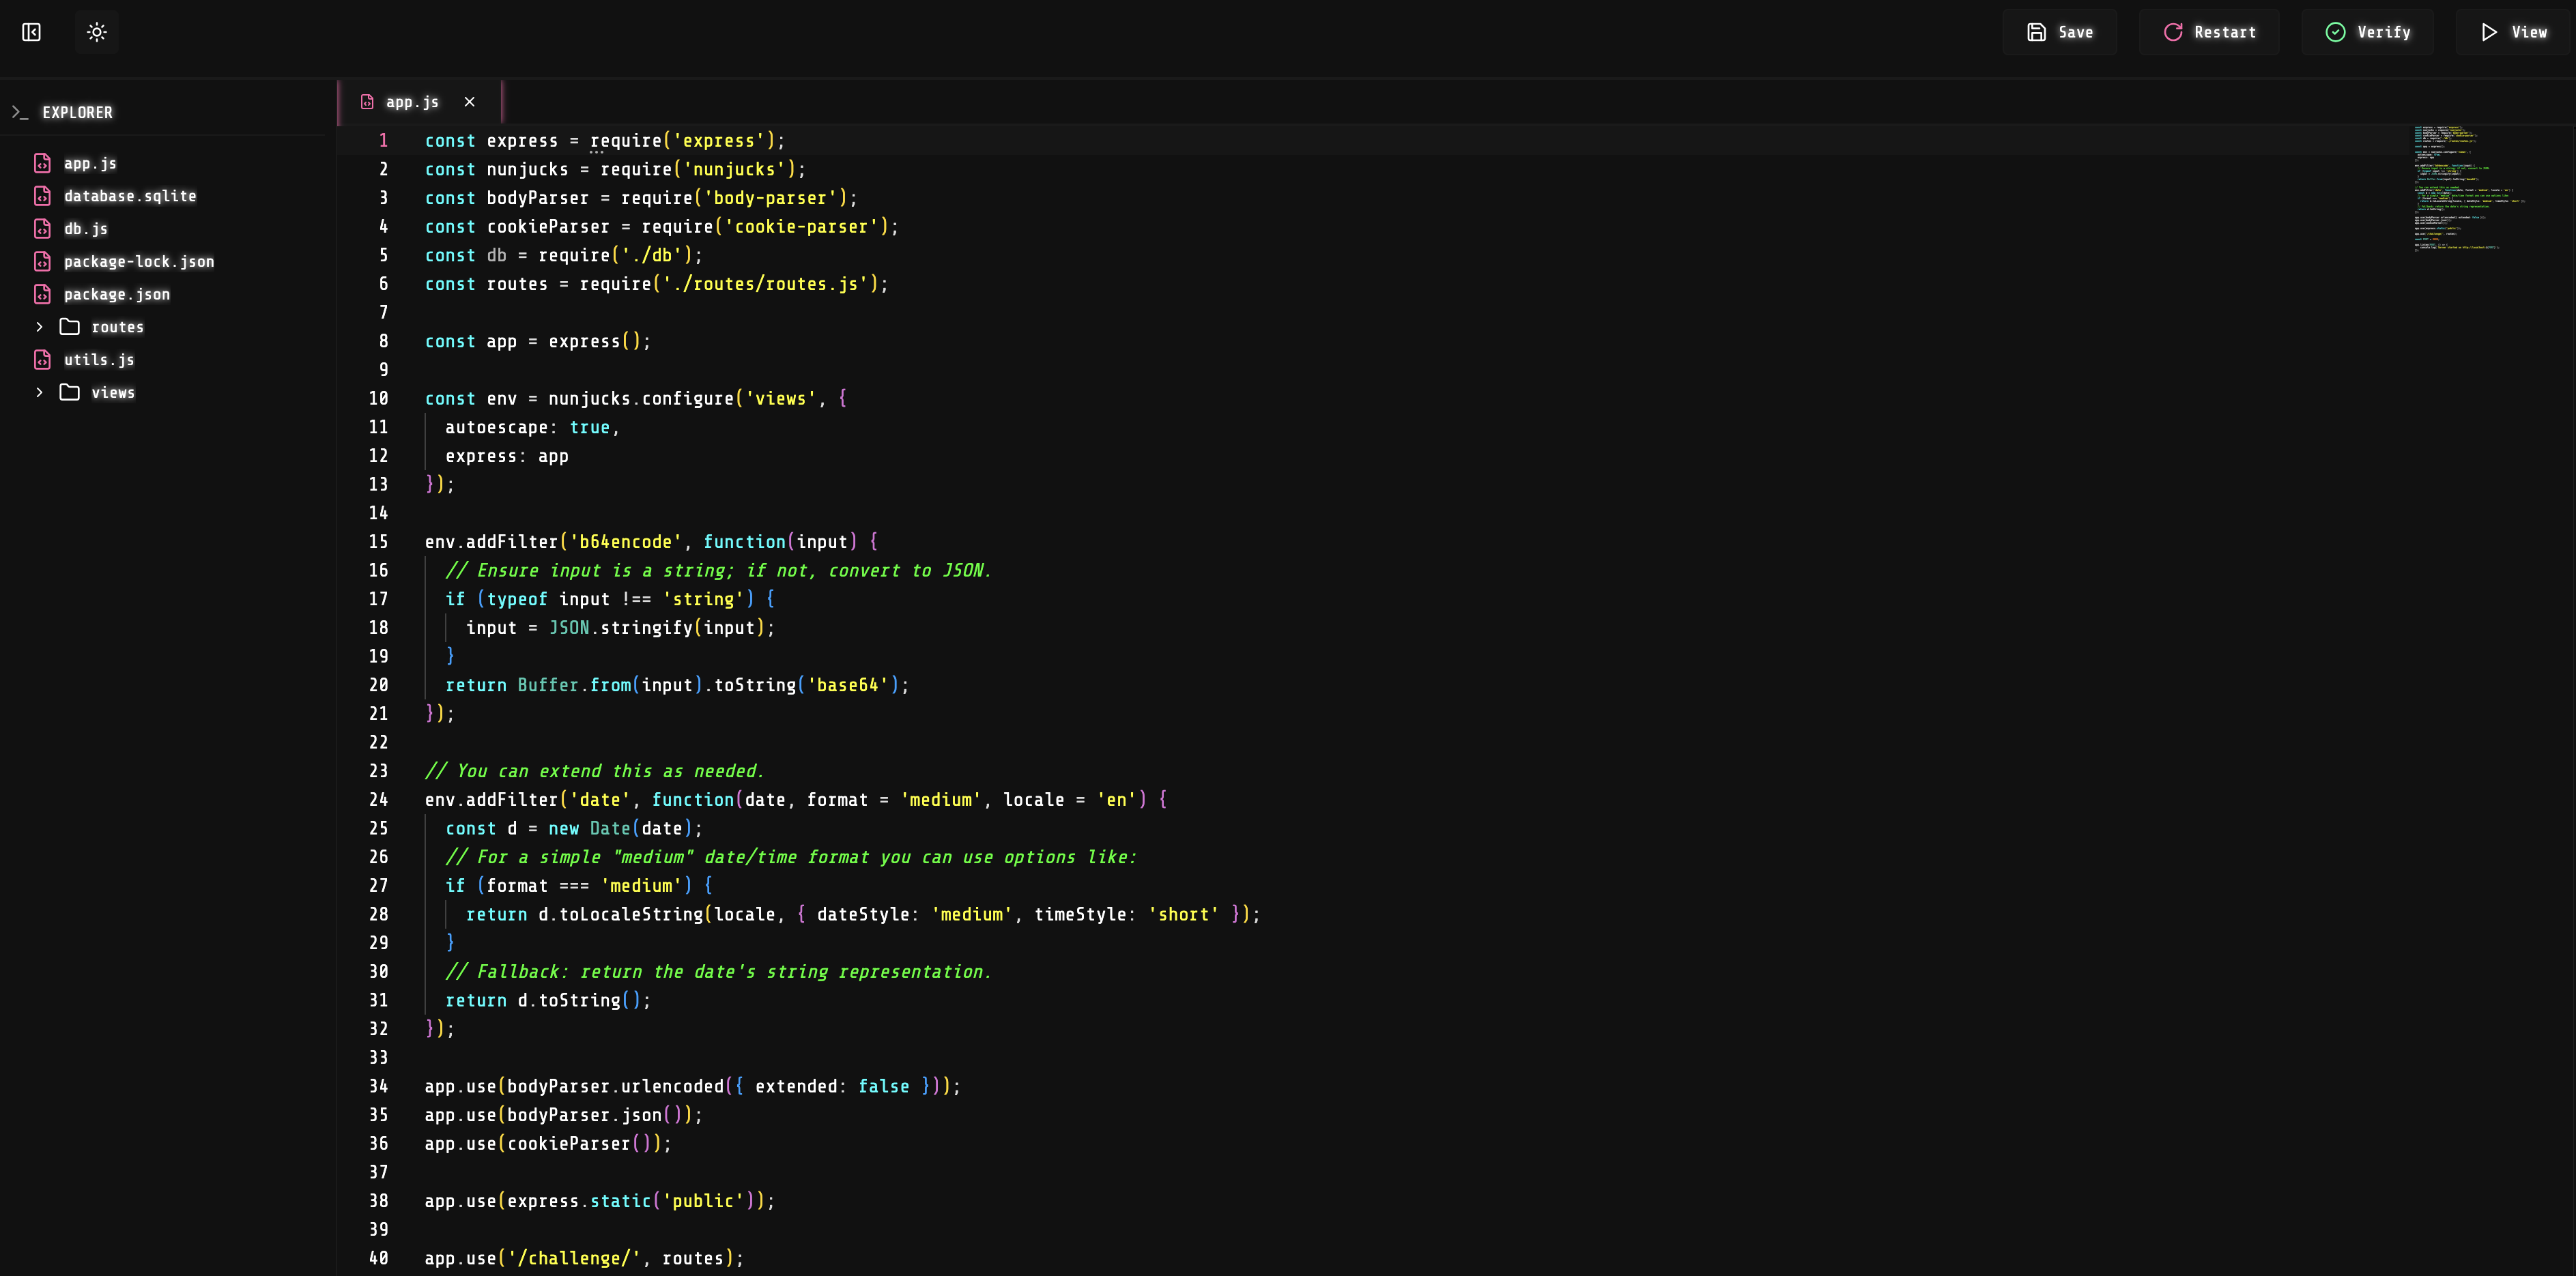 Save
Restart
Verify
View
EXPLORER
app.js
database.sqlite
db.js
package-lock.json
package.json
routes
utils.js
views
app.js
1 const express = require('express');
2 const nunjucks = require('nunjucks');
3 const bodyParser = require('body-parser');
4 const cookieParser = require('cookie-parser');
5 const db = require('./db');
6 const routes = require('./routes/routes.js');
7
8 const app = express();
9
10 const env = nunjucks.configure('views', {
11   autoescape: true,
12   express: app
13 });
14
15 env.addFilter('b64encode', function(input) {
16   // Ensure input is a string; if not, convert to JSON.
17   if (typeof input !== 'string') {
18     input = JSON.stringify(input);
19   }
20   return Buffer.from(input).toString('base64');
21 });
22
23 // You can extend this as needed.
24 env.addFilter('date', function(date, format = 'medium', locale = 'en') {
25   const d = new Date(date);
26   // For a simple "medium" date/time format you can use options like:
27   if (format === 'medium') {
28     return d.toLocaleString(locale, { dateStyle: 'medium', timeStyle: 'short' });
29   }
30   // Fallback: return the date's string representation.
31   return d.toString();
32 });
33
34 app.use(bodyParser.urlencoded({ extended: false }));
35 app.use(bodyParser.json());
36 app.use(cookieParser());
37
38 app.use(express.static('public'));
39
40 app.use('/challenge/', routes);